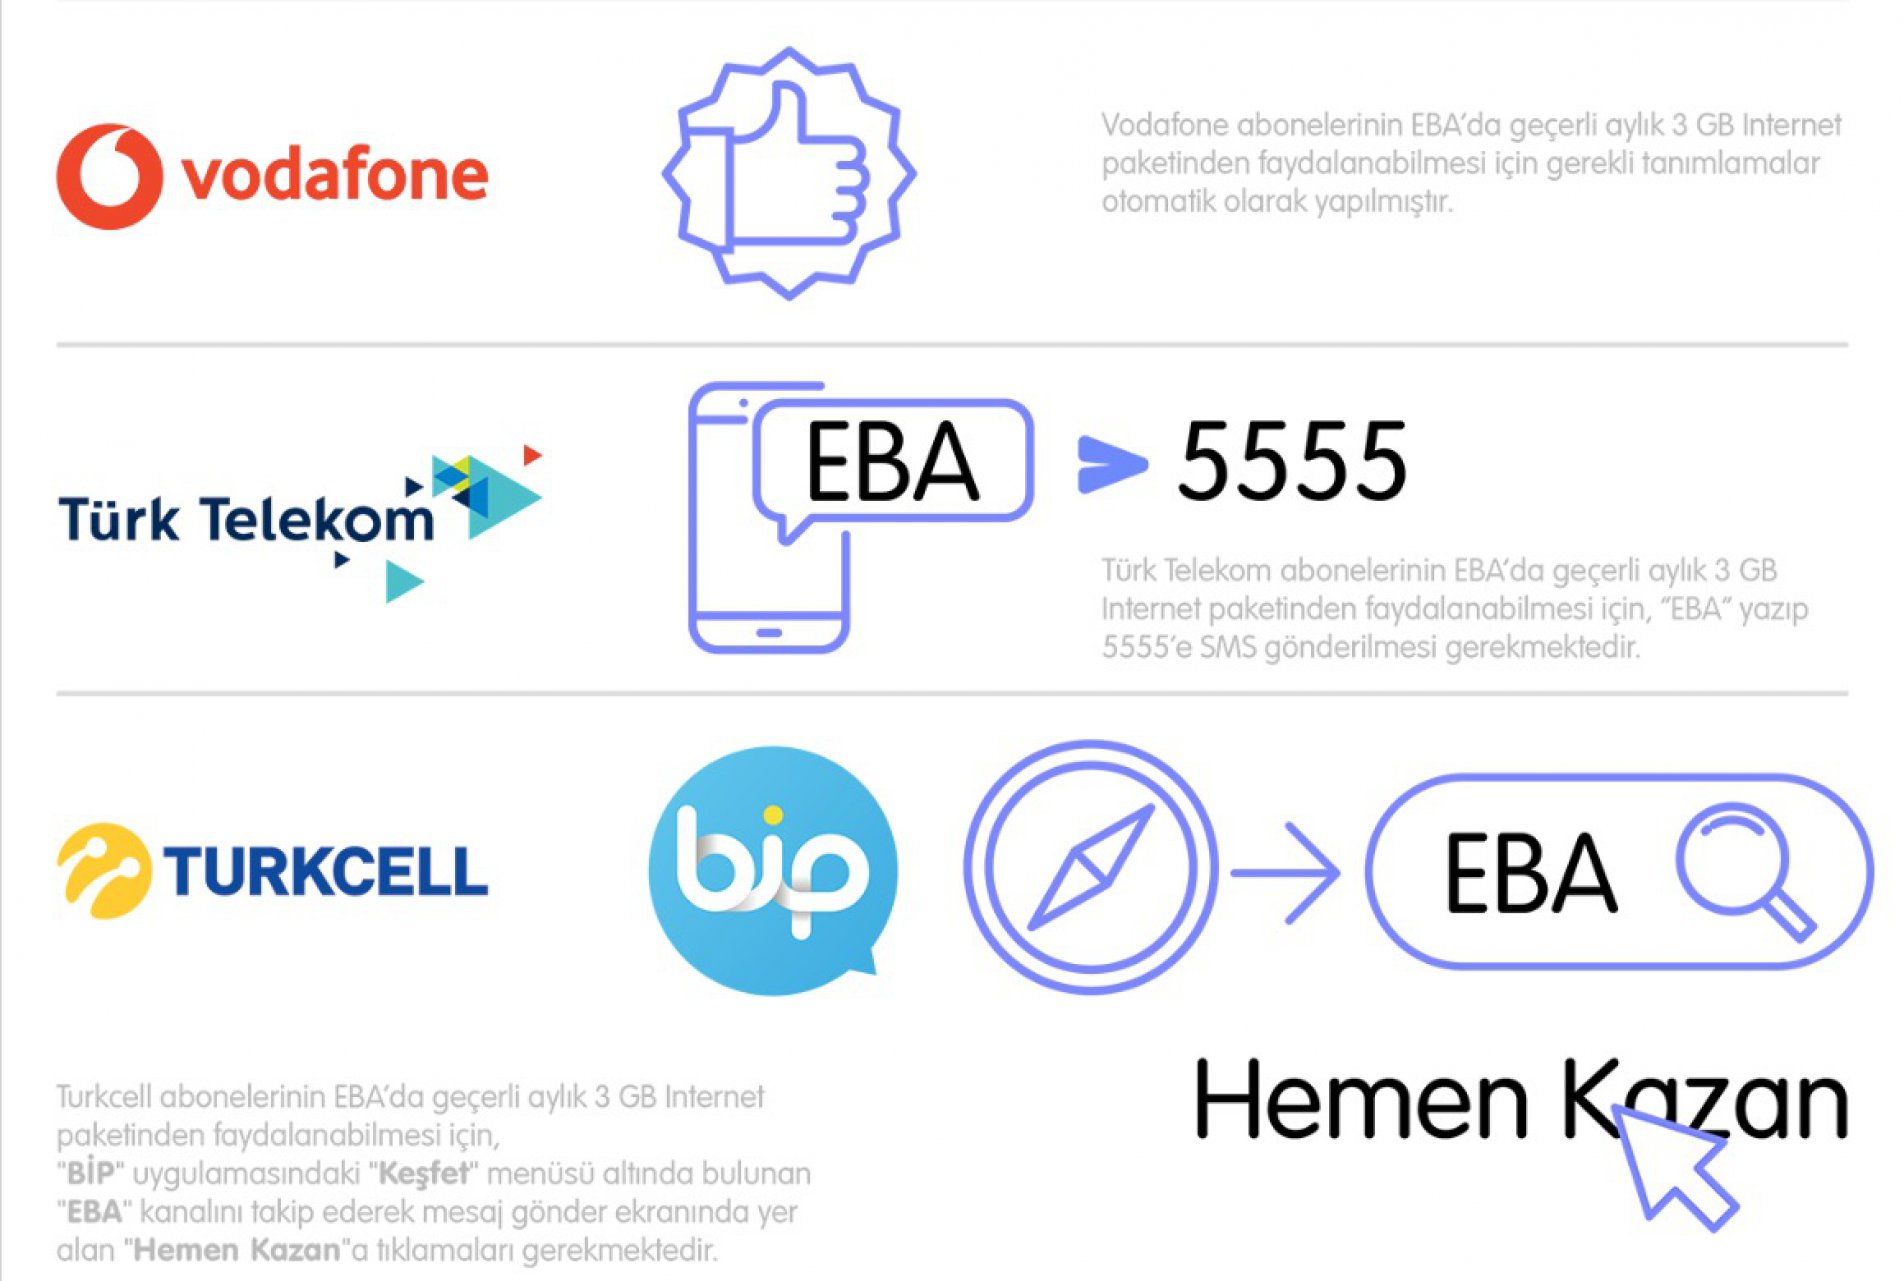 vodafone
Vodafone abonelerinin EBA'da geçerli aylık 3 GB Internet
paketinden faydalanabilmesi için gerekli tanımlamalar
otomatik olarak yapılmıştır.
Türk Telekom
EBA
5555
Türk Telekom abonelerinin EBA'da geçerli aylık 3 GB
Internet paketinden faydalanabilmesi için, "EBA" yazıp
5555'e SMS gönderilmesi gerekmektedir.
TURKCELL
bip
EBA
Hemen Kazan
Turkcell abonelerinin EBA'da geçerli aylık 3 GB Internet
paketinden faydalanabilmesi için,
"BİP" uygulamasındaki "Keşfet" menüsü altında bulunan
"EBA" kanalını takip ederek mesaj gönder ekranında yer
alan "Hemen Kazan"a tıklamaları gerekmektedir.